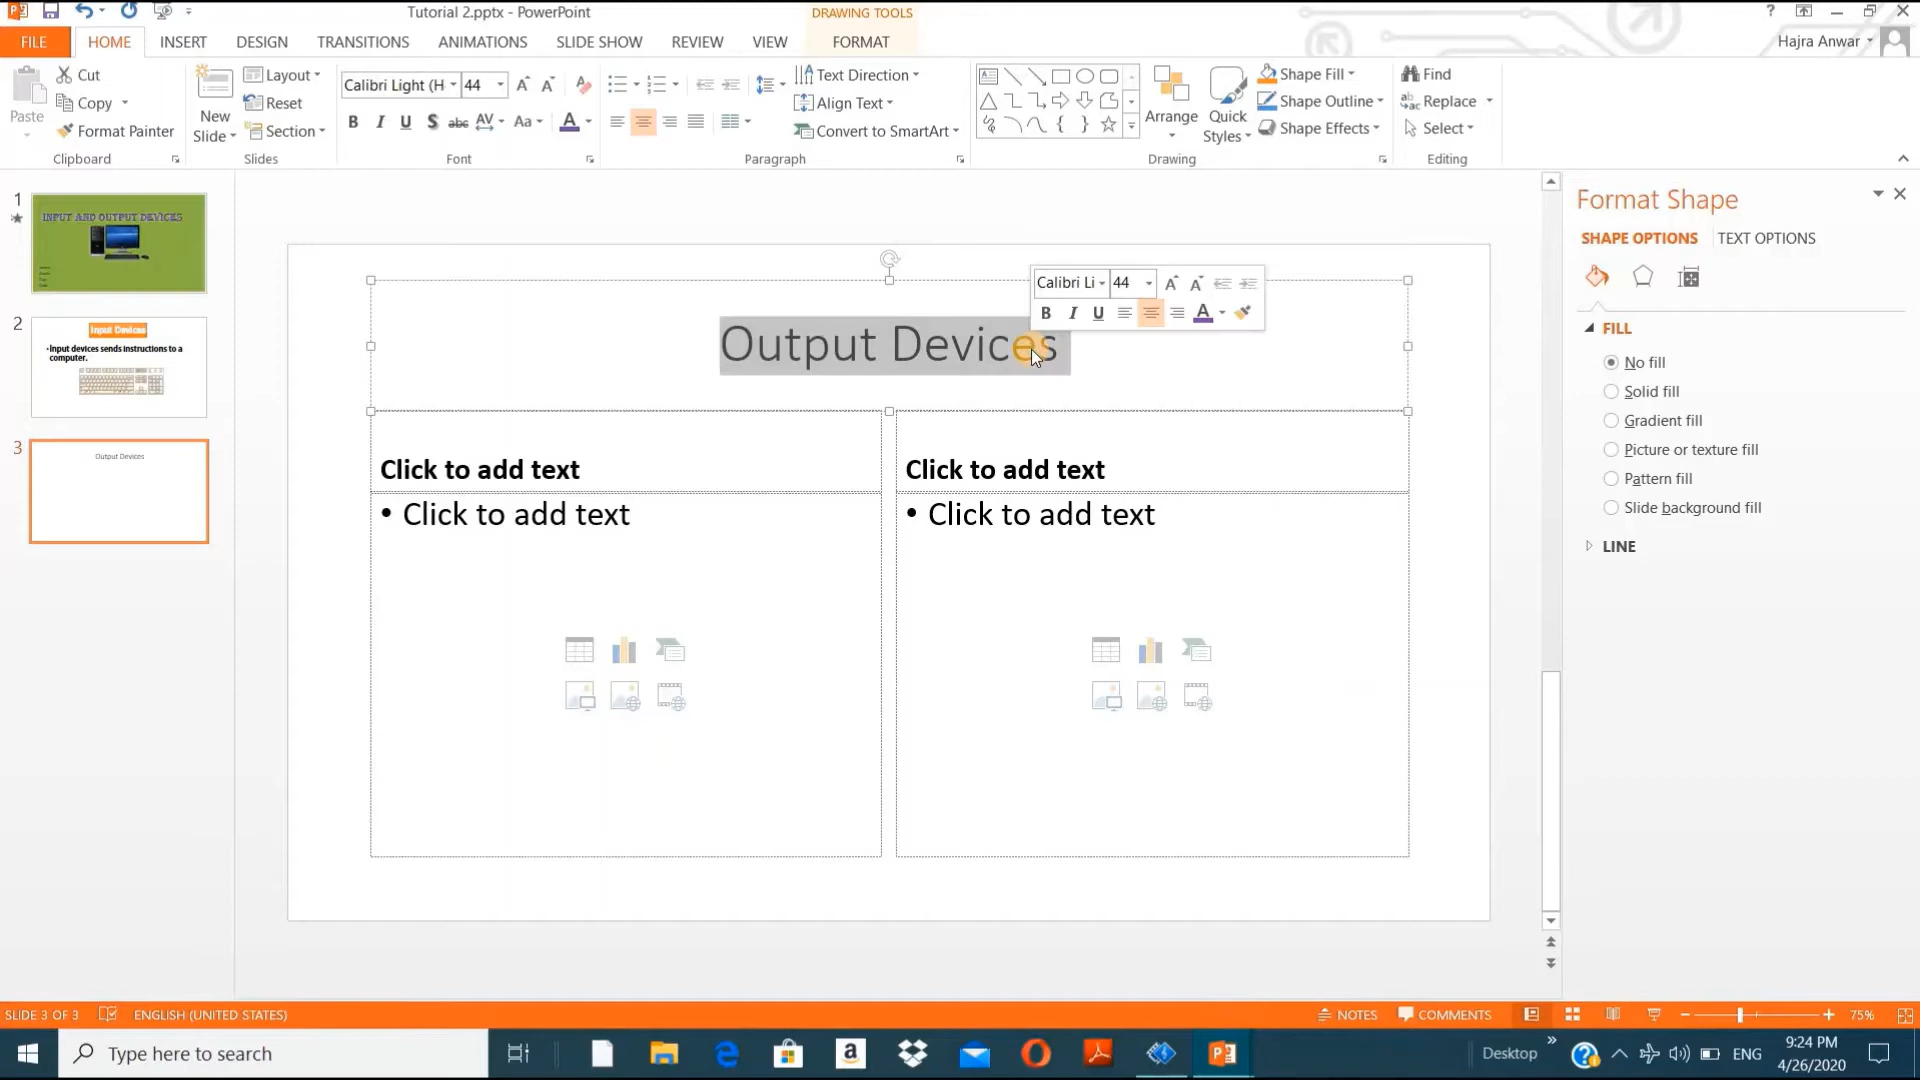 Tutorial 2.pptx - PowerPoint
DRAWING TOOLS
?
FILE
HOME
INSERT
DESIGN
TRANSITIONS
ANIMATIONS
SLIDE SHOW
REVIEW
VIEW
FORMAT
Hajra Anwar
Paste
Cut
Copy
Format Painter
Clipboard
New
Slide
Layout
Reset
Section
Slides
Calibri Light (H
44
B I U S abc AV Aa A
Font
Text Direction
Align Text
Convert to SmartArt
Paragraph
Arrange
Quick
Styles
Shape Fill
Shape Outline
Shape Effects
Drawing
Find
Replace
Select
Editing
1
INPUT AND OUTPUT DEVICES
2
Input Devices
•Input devices sends instructions to a
computer.
3
Output Devices
Calibri Li
44
B I U A
Output Devices
Click to add text
• Click to add text
Click to add text
• Click to add text
Format Shape
SHAPE OPTIONS
TEXT OPTIONS
FILL
No fill
Solid fill
Gradient fill
Picture or texture fill
Pattern fill
Slide background fill
LINE
SLIDE 3 OF 3
ENGLISH (UNITED STATES)
NOTES
COMMENTS
75%
Type here to search
Desktop
ENG
9:24 PM
4/26/2020